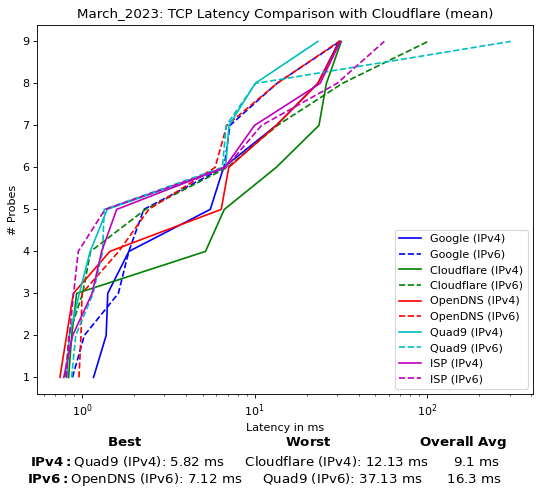 March_2023: TCP Latency Comparison with Cloudflare (mean)
9
8
7
6
5
4
3
2
1
# Probes
Google (IPv4)
Google (IPv6)
Cloudflare (IPv4)
Cloudflare (IPv6)
OpenDNS (IPv4)
OpenDNS (IPv6)
Quad9 (IPv4)
Quad9 (IPv6)
ISP (IPv4)
ISP (IPv6)
10⁰ 10¹ 10²
Latency in ms
Best Worst Overall Avg
IPv4: Quad9 (IPv4): 5.82 ms Cloudflare (IPv4): 12.13 ms 9.1 ms
IPv6: OpenDNS (IPv6): 7.12 ms Quad9 (IPv6): 37.13 ms 16.3 ms